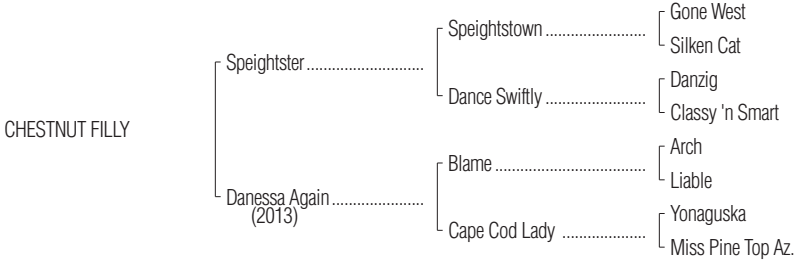 Gone West
Speightstown ........................
Silken Cat
Speightster ............................
Danzig
Dance Swiftly ........................
Classy 'n Smart
CHESTNUT FILLY
Arch
Blame ....................................
Liable
Danessa Again ......................
(2013)
Yonaguska
Cape Cod Lady ....................
Miss Pine Top Az.